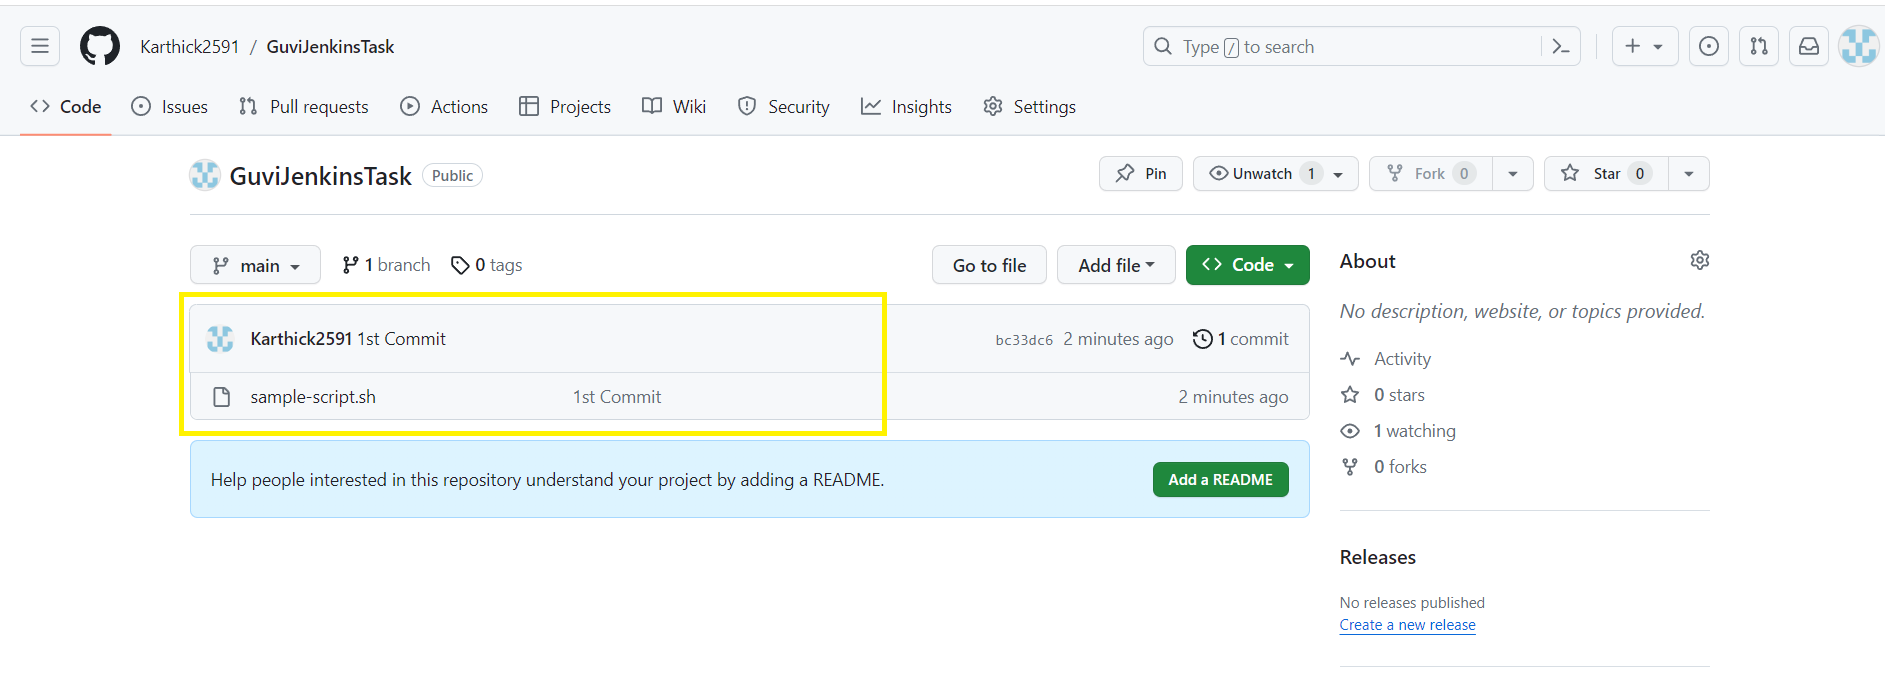 Karthick2591 / GuviJenkinsTask
Type / to search
Code Issues Pull requests Actions Projects Wiki Security Insights Settings
GuviJenkinsTask Public
Pin Unwatch 1 Fork 0 Star 0
main 1 branch 0 tags Go to file Add file Code
Karthick2591 1st Commit bc33dc6 2 minutes ago 1 commit
sample-script.sh 1st Commit 2 minutes ago
Help people interested in this repository understand your project by adding a README. Add a README
About
No description, website, or topics provided.
Activity
0 stars
1 watching
0 forks
Releases
No releases published
Create a new release